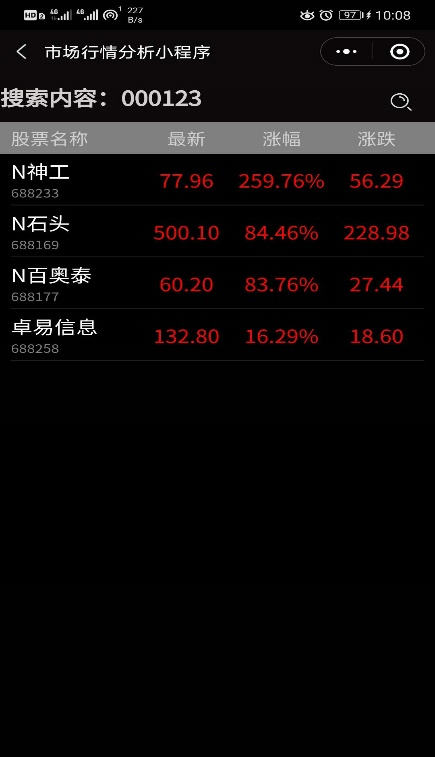 HD 2 4G 4G 1 227 B/s 97 10:08
市场行情分析小程序
搜索内容：000123
股票名称 最新 涨幅 涨跌
N神工 77.96 259.76% 56.29
688233
N石头 500.10 84.46% 228.98
688169
N百奥泰 60.20 83.76% 27.44
688177
卓易信息 132.80 16.29% 18.60
688258